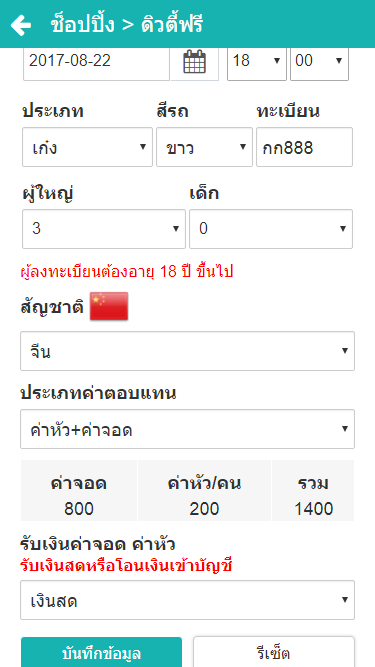 ช็อปปิ้ง > ดิวตี้ฟรี
2017-08-22 18 00
ประเภท สีรถ ทะเบียน
เก๋ง ขาว กก888
ผู้ใหญ่ เด็ก
3 0
ผู้ลงทะเบียนต้องอายุ 18 ปี ขึ้นไป
สัญชาติ
จีน
ประเภทค่าตอบแทน
ค่าหัว+ค่าจอด
ค่าจอด ค่าหัว/คน รวม
800 200 1400
รับเงินค่าจอด ค่าหัว
รับเงินสดหรือโอนเงินเข้าบัญชี
เงินสด
บันทึกข้อมูล รีเซ็ต